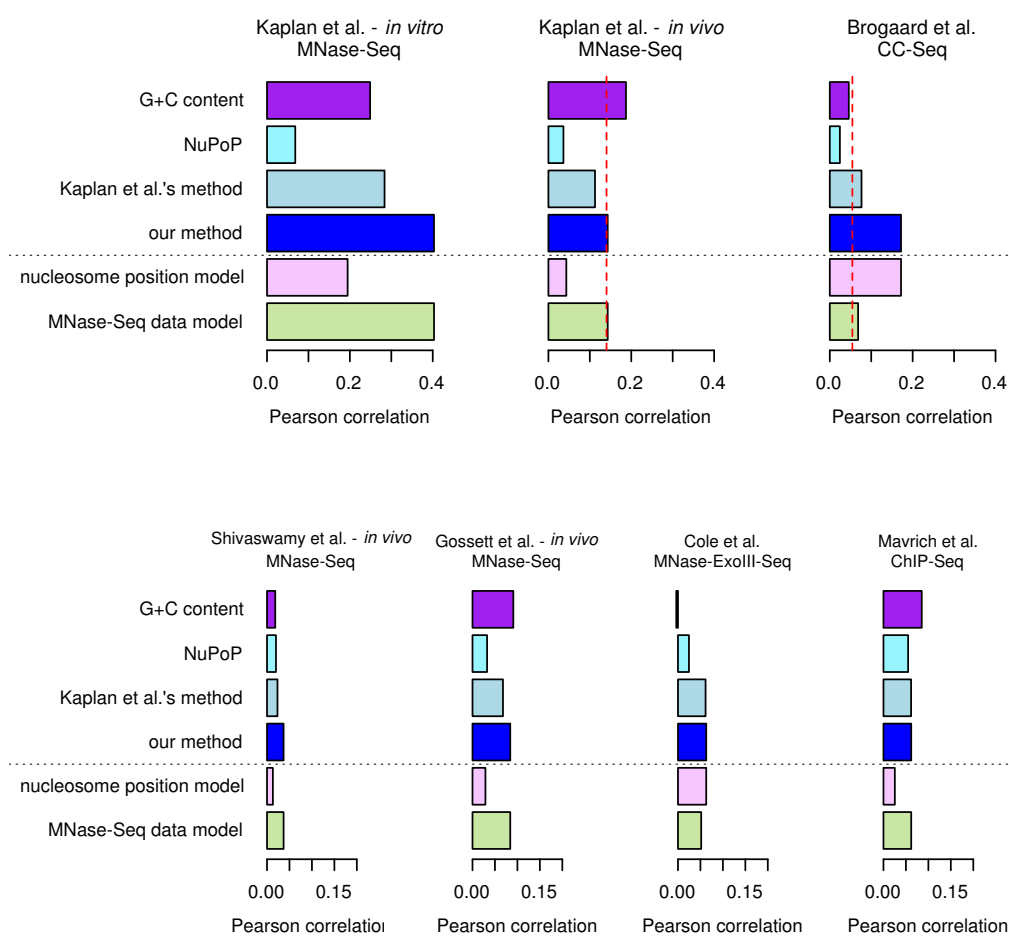 Kaplan et al. - in vitro
MNase-Seq
Kaplan et al. - in vivo
MNase-Seq
Brogaard et al.
CC-Seq
G+C content
NuPoP
Kaplan et al.'s method
our method
nucleosome position model
MNase-Seq data model
0.0 0.2 0.4
0.0 0.2 0.4
0.0 0.2 0.4
Pearson correlation
Pearson correlation
Pearson correlation
Shivaswamy et al. - in vivo
MNase-Seq
Gossett et al. - in vivo
MNase-Seq
Cole et al.
MNase-ExoIII-Seq
Mavrich et al.
ChIP-Seq
G+C content
NuPoP
Kaplan et al.'s method
our method
nucleosome position model
MNase-Seq data model
0.00 0.15
0.00 0.15
0.00 0.15
0.00 0.15
Pearson correlation
Pearson correlation
Pearson correlation
Pearson correlation